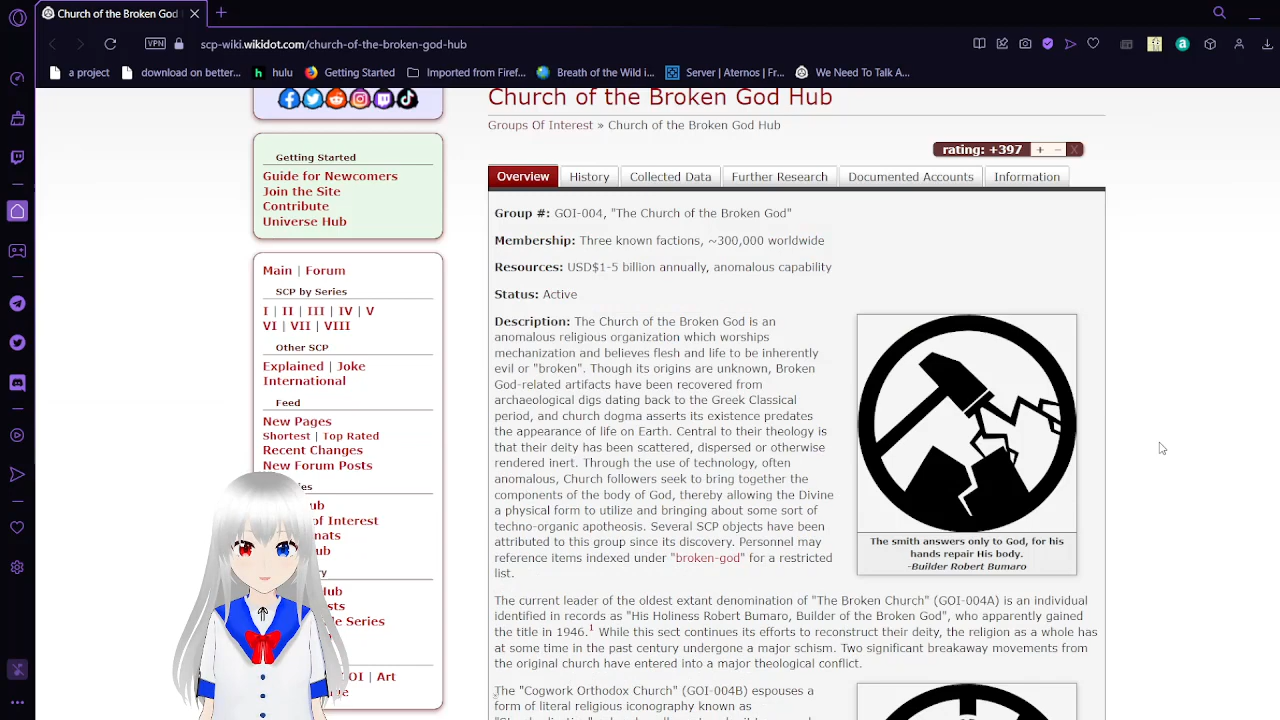 Church of the Broken God
VPN
scp-wiki.wikidot.com/church-of-the-broken-god-hub
a project
download on better...
hulu
Getting Started
Imported from Firef...
Breath of the Wild i...
Server | Aternos | Fr...
We Need To Talk A...
Church of the Broken God Hub
Groups Of Interest » Church of the Broken God Hub
rating: +397 + – X
Overview
History
Collected Data
Further Research
Documented Accounts
Information
Getting Started
Guide for Newcomers
Join the Site
Contribute
Universe Hub
Main | Forum
SCP by Series
I | II | III | IV | V
VI | VII | VIII
Other SCP
Explained | Joke
International
Feed
New Pages
Shortest | Top Rated
Recent Changes
New Forum Posts
of Interest
OI | Art
Group #: GOI-004, "The Church of the Broken God"
Membership: Three known factions, ~300,000 worldwide
Resources: USD$1-5 billion annually, anomalous capability
Status: Active
Description: The Church of the Broken God is an
anomalous religious organization which worships
mechanization and believes flesh and life to be inherently
evil or "broken". Though its origins are unknown, Broken
God-related artifacts have been recovered from
archaeological digs dating back to the Greek Classical
period, and church dogma asserts its existence predates
the appearance of life on Earth. Central to their theology is
that their deity has been scattered, dispersed or otherwise
rendered inert. Through the use of technology, often
anomalous, Church followers seek to bring together the
components of the body of God, thereby allowing the Divine
a physical form to utilize and bringing about some sort of
techno-organic apotheosis. Several SCP objects have been
attributed to this group since its discovery. Personnel may
reference items indexed under "broken-god" for a restricted
list.
The smith answers only to God, for his
hands repair His body.
-Builder Robert Bumaro
The current leader of the oldest extant denomination of "The Broken Church" (GOI-004A) is an individual
identified in records as "His Holiness Robert Bumaro, Builder of the Broken God", who apparently gained
the title in 1946.1 While this sect continues its efforts to reconstruct their deity, the religion as a whole has
at some time in the past century undergone a major schism. Two significant breakaway movements from
the original church have entered into a major theological conflict.
The "Cogwork Orthodox Church" (GOI-004B) espouses a
form of literal religious iconography known as